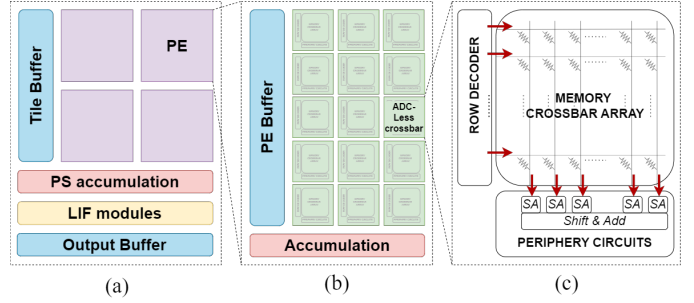 Tile Buffer
PE
PS accumulation
LIF modules
Output Buffer
(a)
PE Buffer
ADC-
Less
crossbar
Accumulation
(b)
ROW DECODER
MEMORY
CROSSBAR ARRAY
SA SA SA SA SA
Shift & Add
PERIPHERY CIRCUITS
(c)